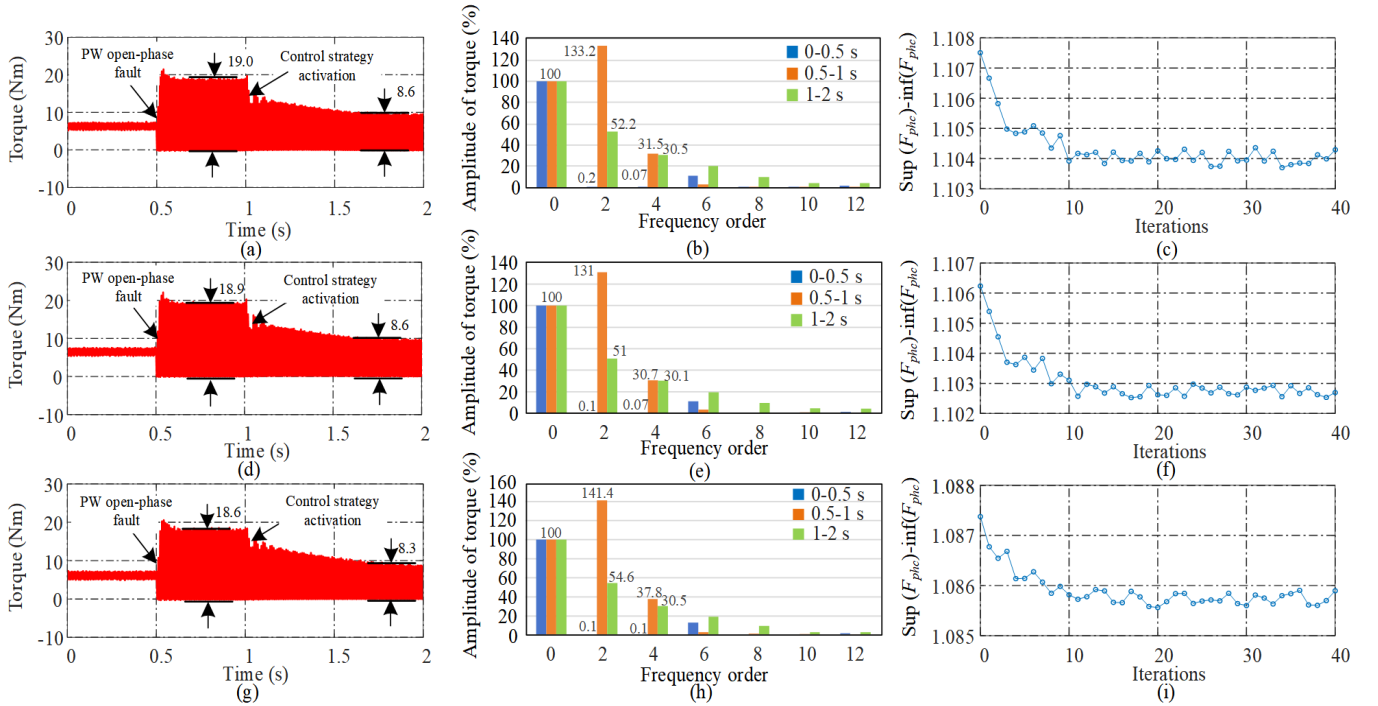 30
20
10
0
-10
Torque (Nm)
PW open-phase
fault
19.0
Control strategy
activation
8.6
0
0.5
1
1.5
2
Time (s)
(a)
140
120
100
80
60
40
20
0
Amplitude of torque (%)
100
133.2
0.2
52.2
31.5
30.5
0.07
0-0.5 s
0.5-1 s
1-2 s
0 2 4 6 8 10 12
Frequency order
(b)
1.108
1.107
1.106
1.105
1.104
1.103
Sup (Fphc)-inf(Fphc)
0 10 20 30 40
Iterations
(c)
30
20
10
0
10
Torque (Nm)
PW open-phase
fault
18.9
Control strategy
activation
8.6
0
0.5
1
1.5
2
Time (s)
(d)
140
120
100
80
60
40
20
0
Amplitude of torque (%)
100
131
0.1
51
30.7
30.1
0.07
0-0.5 s
0.5-1 s
1-2 s
0 2 4 6 8 10 12
Frequency order
(e)
1.107
1.106
1.105
1.104
1.103
1.102
Sup (Fphc)-inf(Fphc)
0 10 20 30 40
Iterations
(f)
30
20
10
0
-10
Torque (Nm)
PW open-phase
fault
18.6
Control strategy
activation
8.3
0
0.5
1
1.5
2
Time (s)
(g)
160
140
120
100
80
60
40
20
0
Amplitude of torque (%)
100
141.4
0.1
54.6
37.8
30.5
0.1
0-0.5 s
0.5-1 s
1-2 s
0 2 4 6 8 10 12
Frequency order
(h)
1.088
1.087
1.086
1.085
Sup (Fphc)-inf(Fphc)
0 10 20 30 40
Iterations
(i)